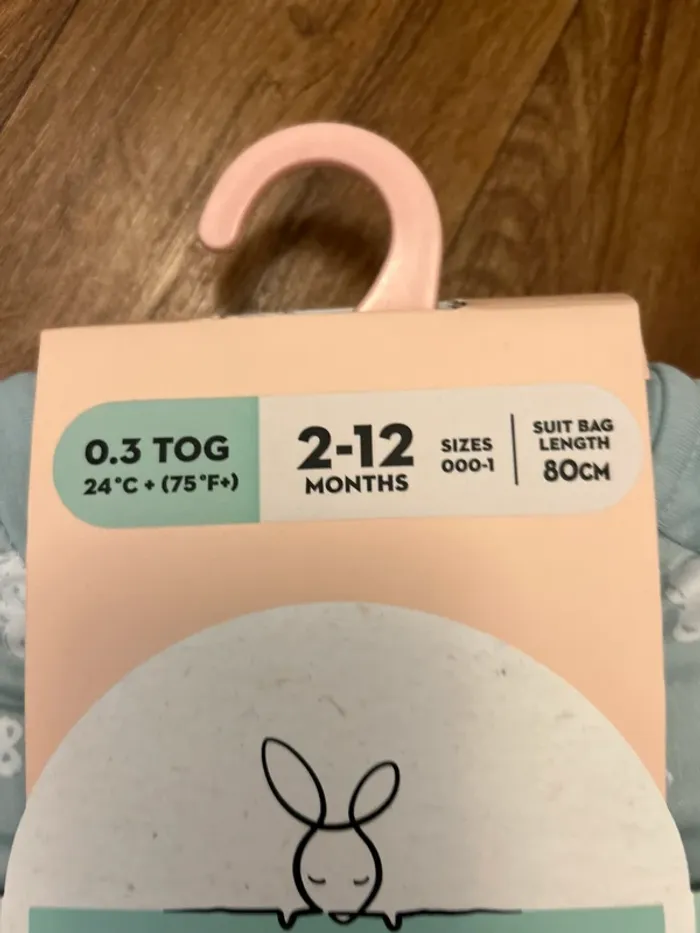 0.3 TOG
24°C + (75°F+)
2-12
MONTHS
SIZES
000-1
SUIT BAG
LENGTH
80CM